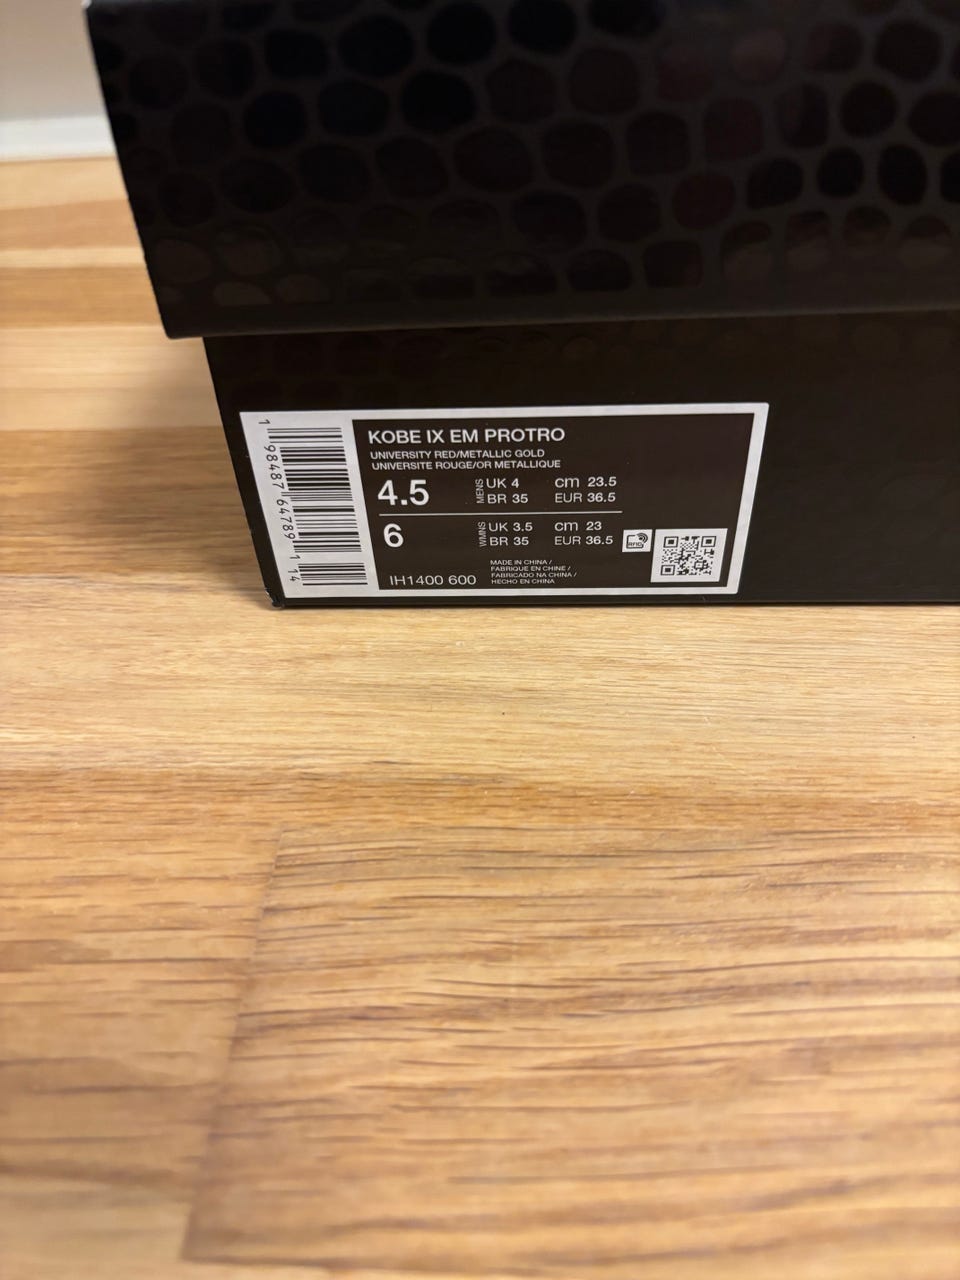 KOBE IX EM PROTRO
UNIVERSITY RED/METALLIC GOLD
UNIVERSITE ROUGE/OR METALLIQUE
4.5 MENS UK 4 cm 23.5
BR 35 EUR 36.5
6 WMNS UK 3.5 cm 23
BR 35 EUR 36.5
RFID
IH1400 600
MADE IN CHINA /
FABRIQUE EN CHINE /
FABRICADO NA CHINA /
HECHO EN CHINA
1 98487 64789 1 14